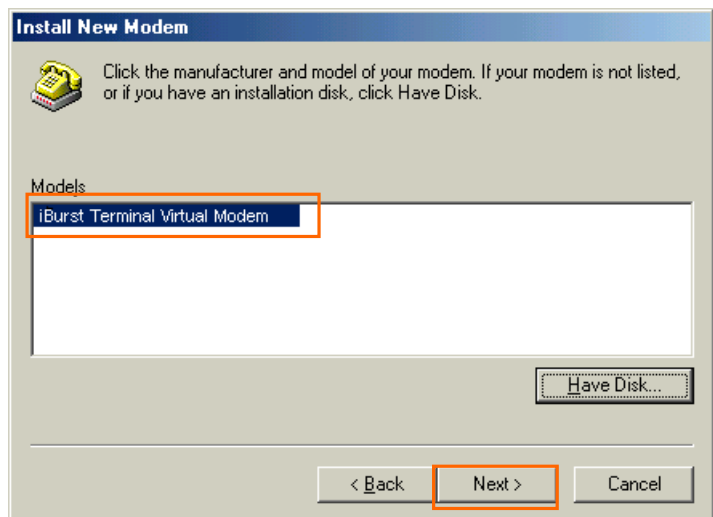 Install New Modem
Click the manufacturer and model of your modem. If your modem is not listed,
or if you have an installation disk, click Have Disk.
Models
iBurst Terminal Virtual Modem
Have Disk...
< Back Next > Cancel